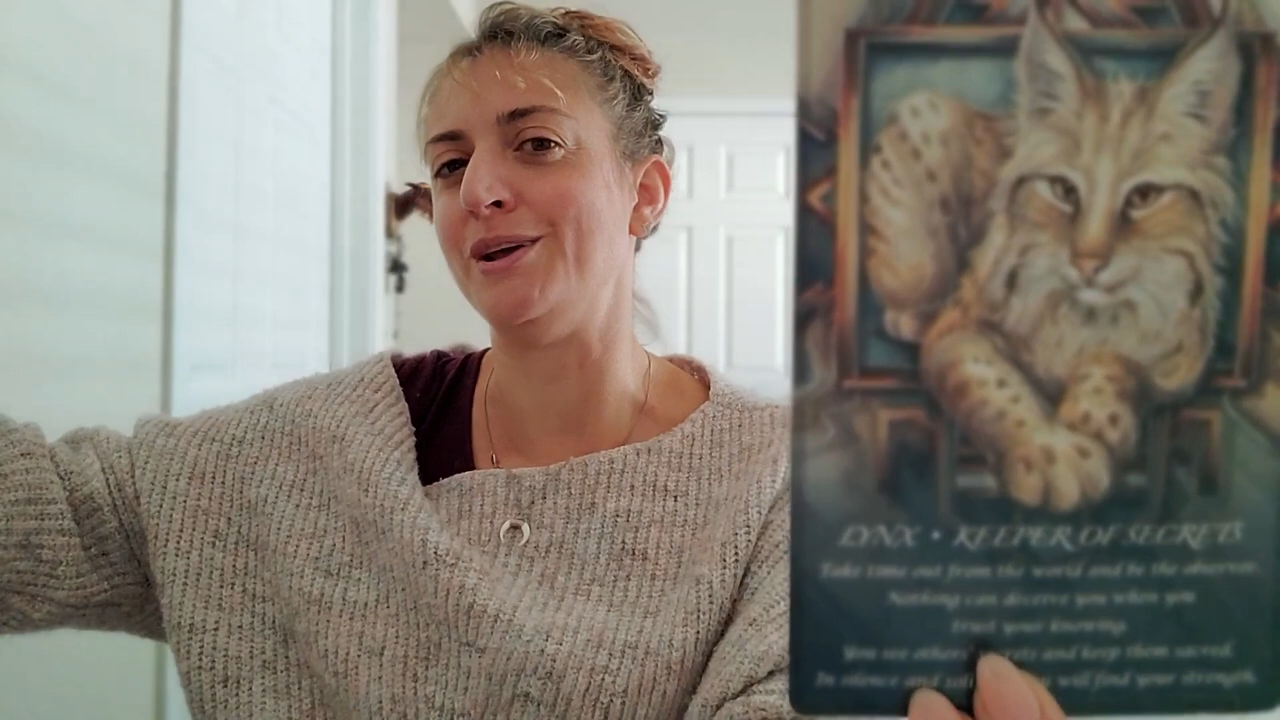 LYNX • KEEPER OF SECRETS
Take time out from the world and be the observer.
Nothing can deceive you when you
trust your knowing.
You see others and keep them sacred.
In silence and will find your strength.